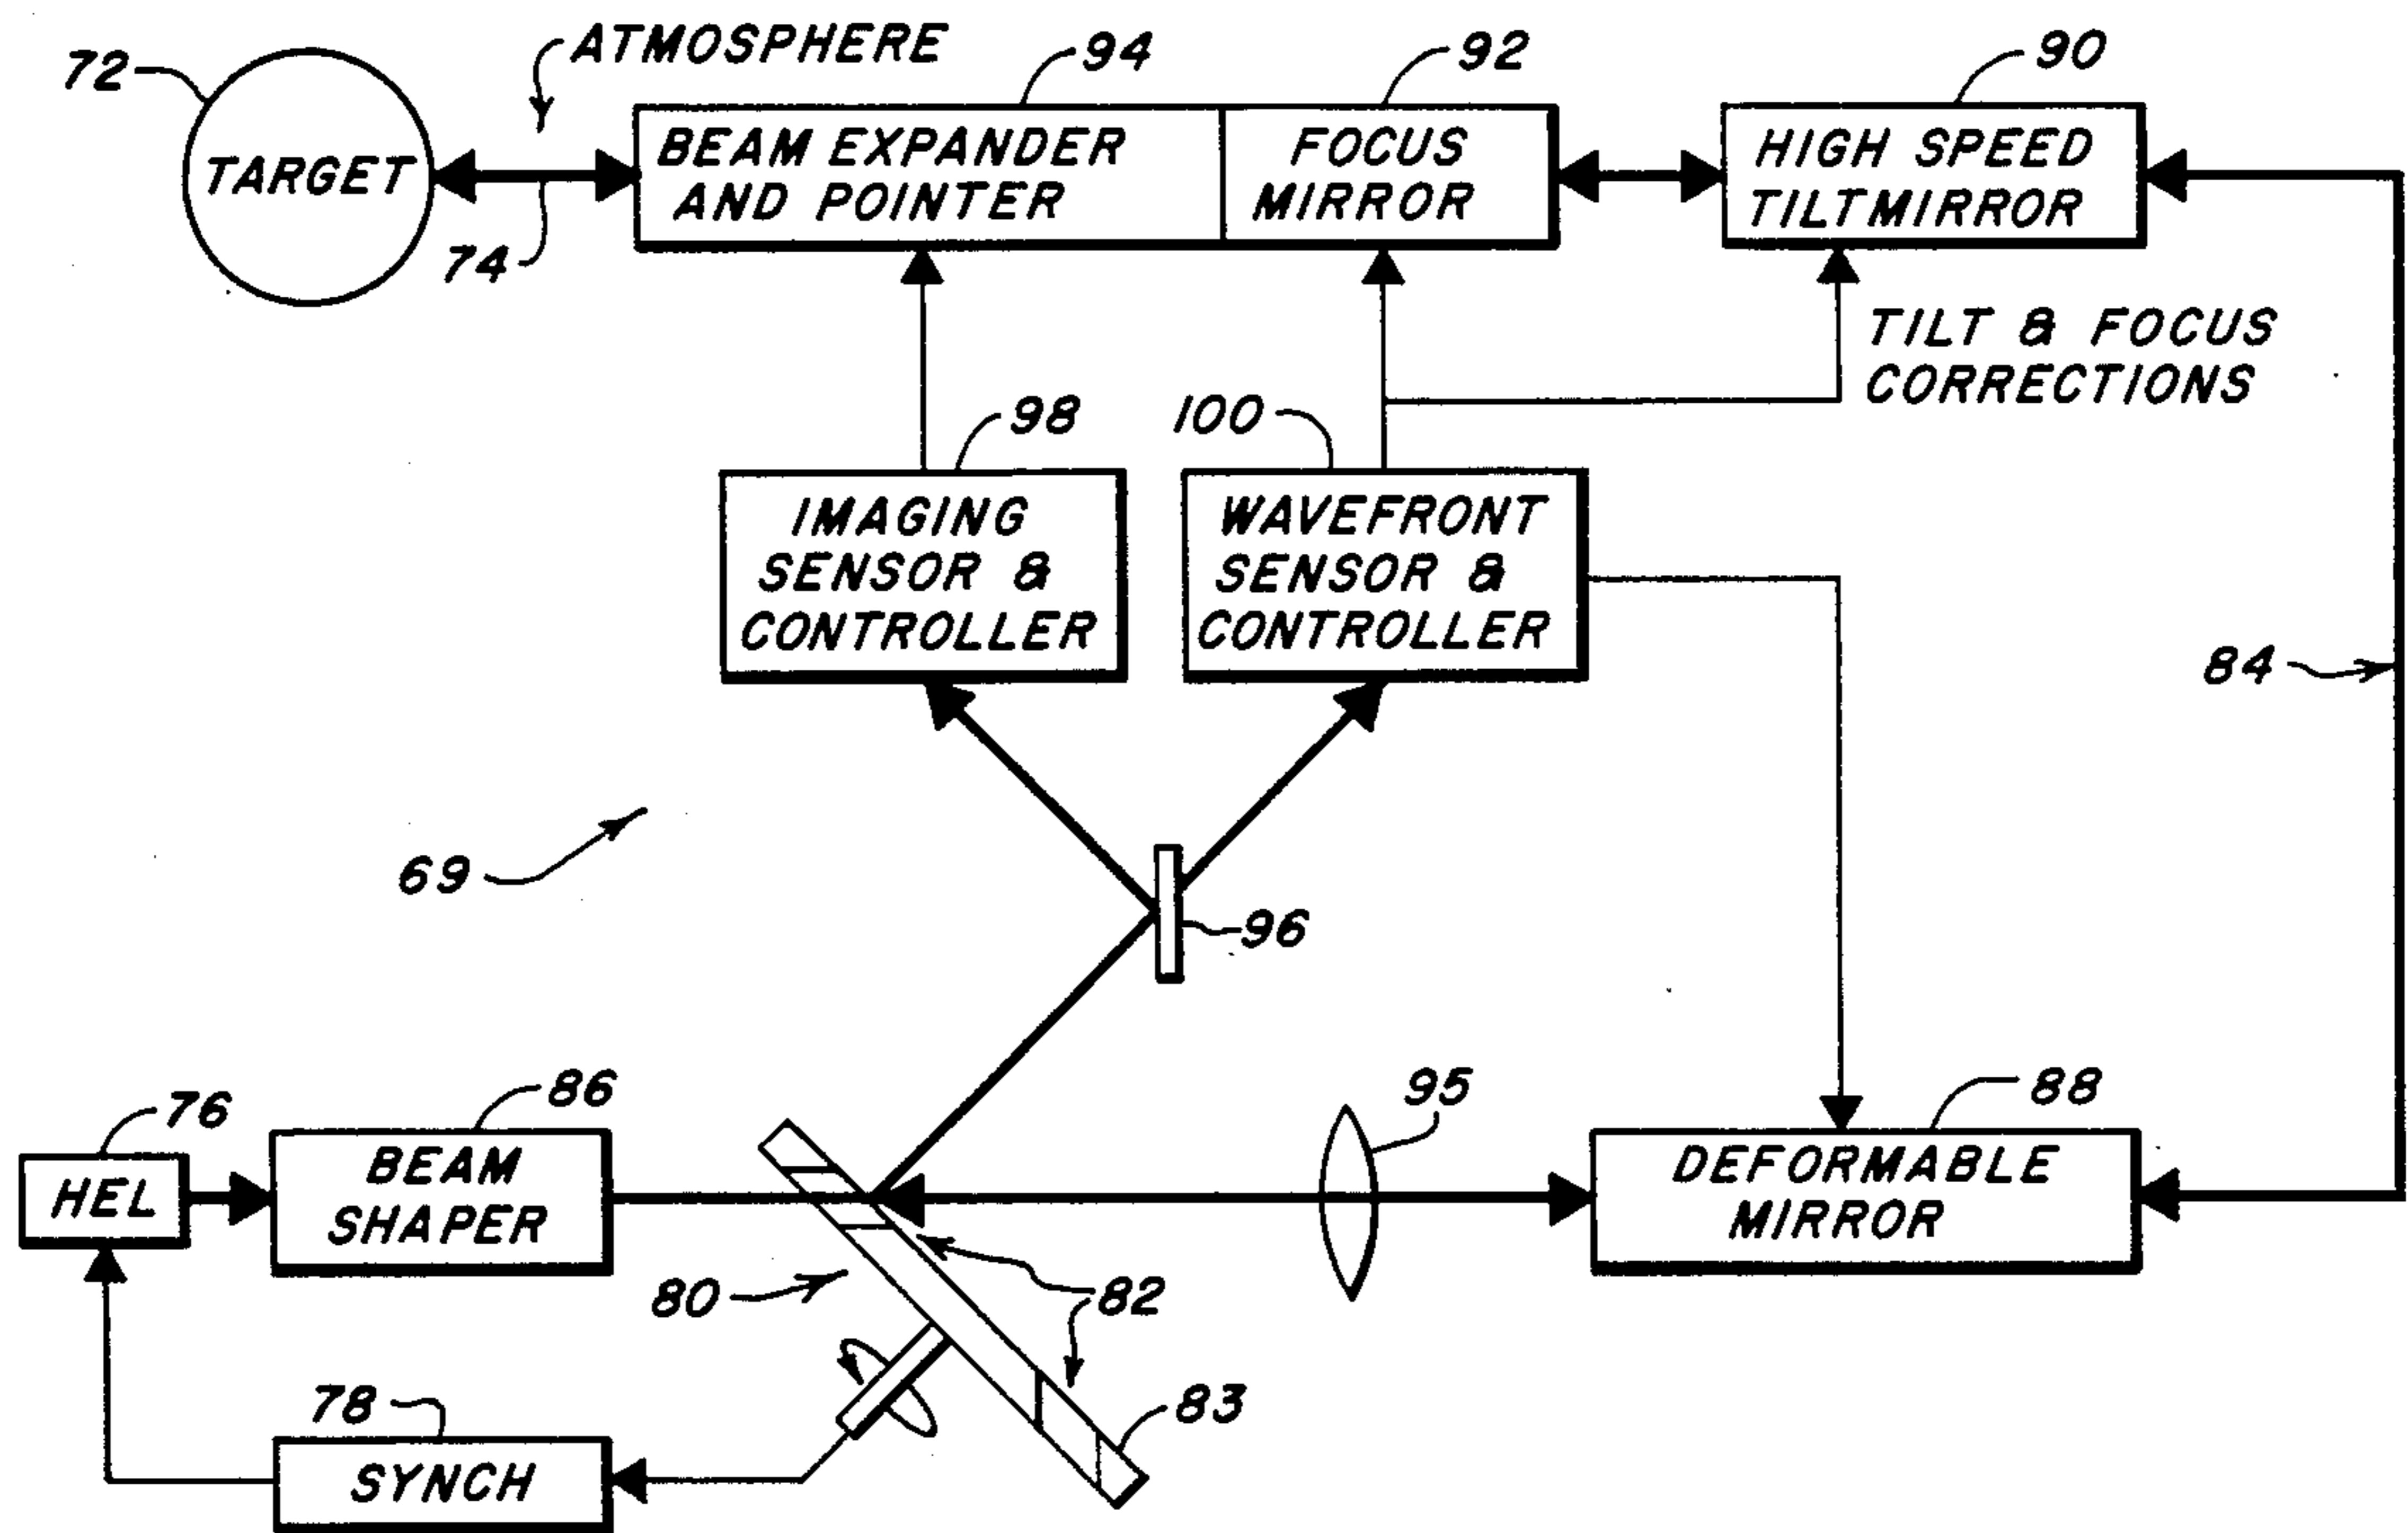 ATMOSPHERE
94
92
90
72
TARGET
BEAM EXPANDER
AND POINTER
FOCUS
MIRROR
HIGH SPEED
TILTMIRROR
74
TILT & FOCUS
CORRECTIONS
98
100
IMAGING
SENSOR &
CONTROLLER
WAVEFRONT
SENSOR &
CONTROLLER
84
69
96
76
86
95
88
HEL
BEAM
SHAPER
DEFORMABLE
MIRROR
80
82
78
83
SYNCH